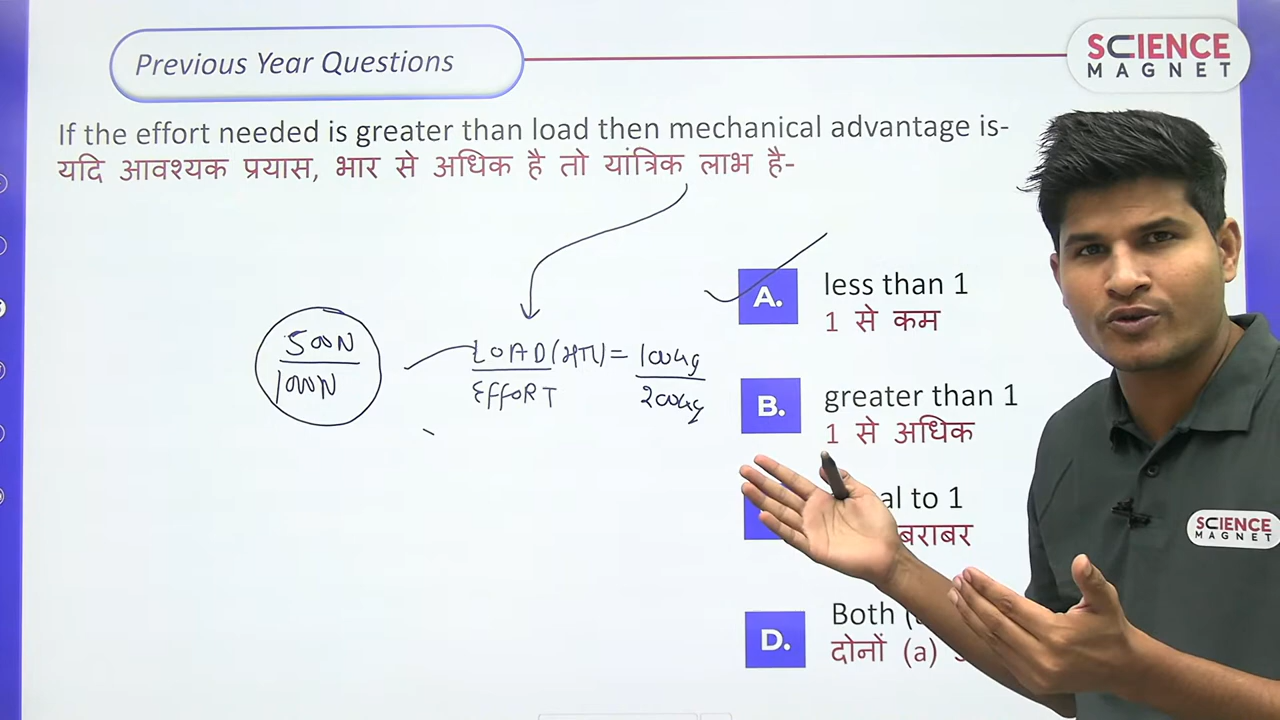 Previous Year Questions
SCIENCE
MAGNET
If the effort needed is greater than load then mechanical advantage is-
यदि आवश्यक प्रयास, भार से अधिक है तो यांत्रिक लाभ है-
A. less than 1
1 से कम
500N
1000N
LOAD(भार) = 100kg
EFFORT 200kg
B. greater than 1
1 से अधिक
al to 1
बराबर
D. Both (
दोनों (a)
SCIENCE
MAGNET